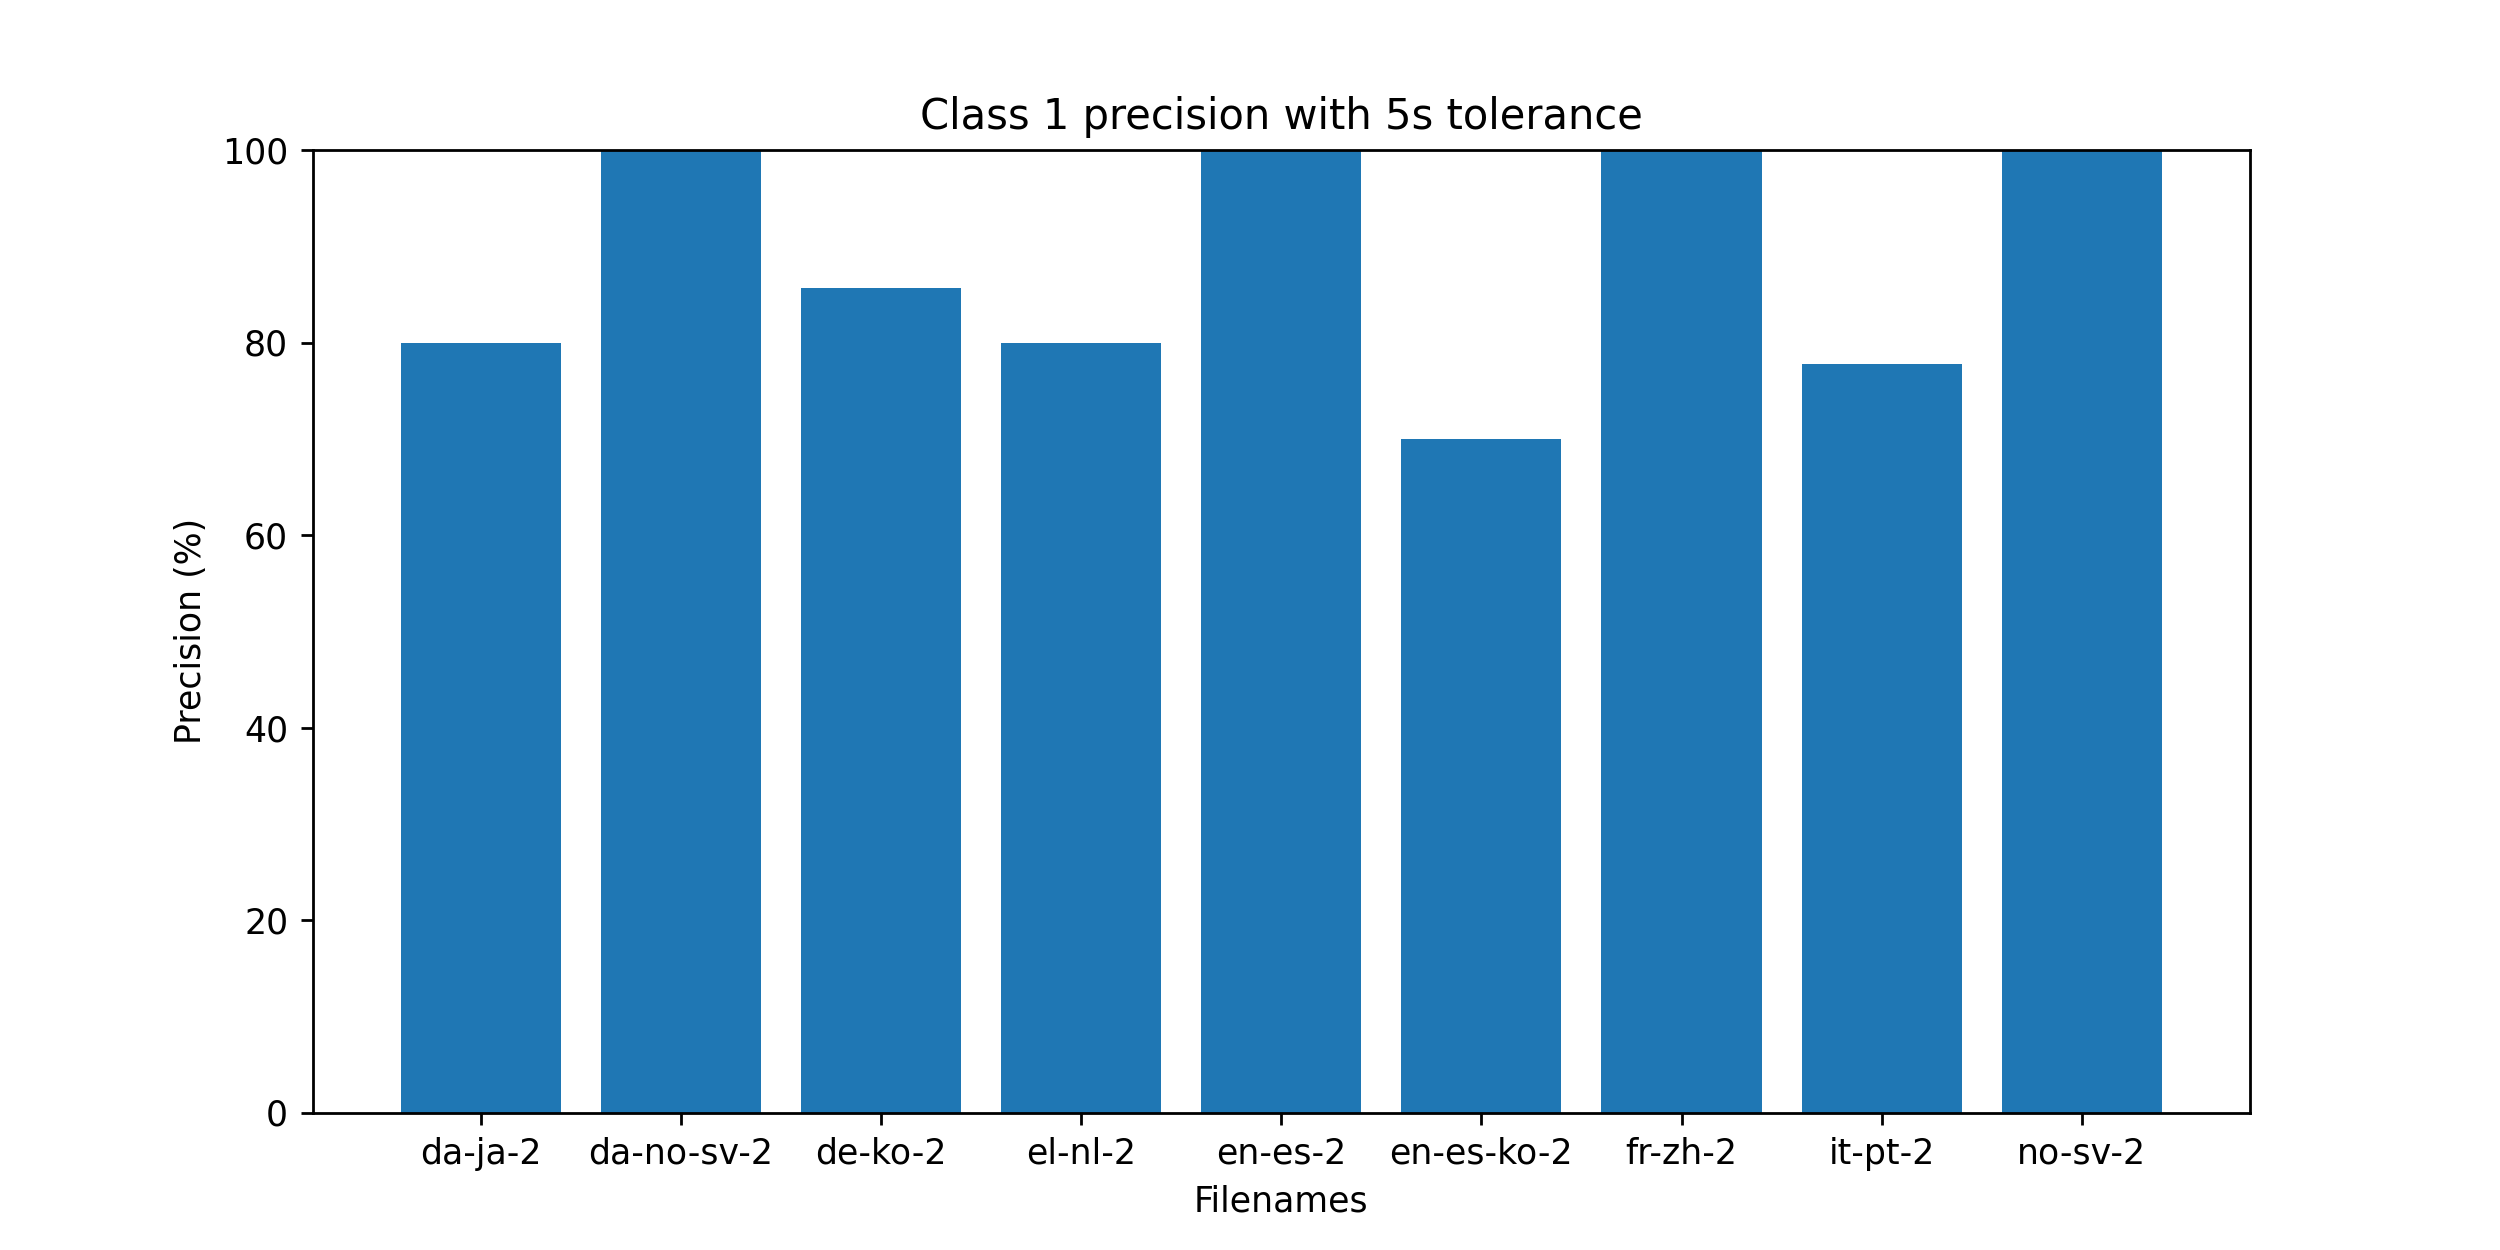 Class 1 precision with 5s tolerance
Precision (%)
100
80
60
40
20
0
da-ja-2 da-no-sv-2 de-ko-2 el-nl-2 en-es-2 en-es-ko-2 fr-zh-2 it-pt-2 no-sv-2
Filenames